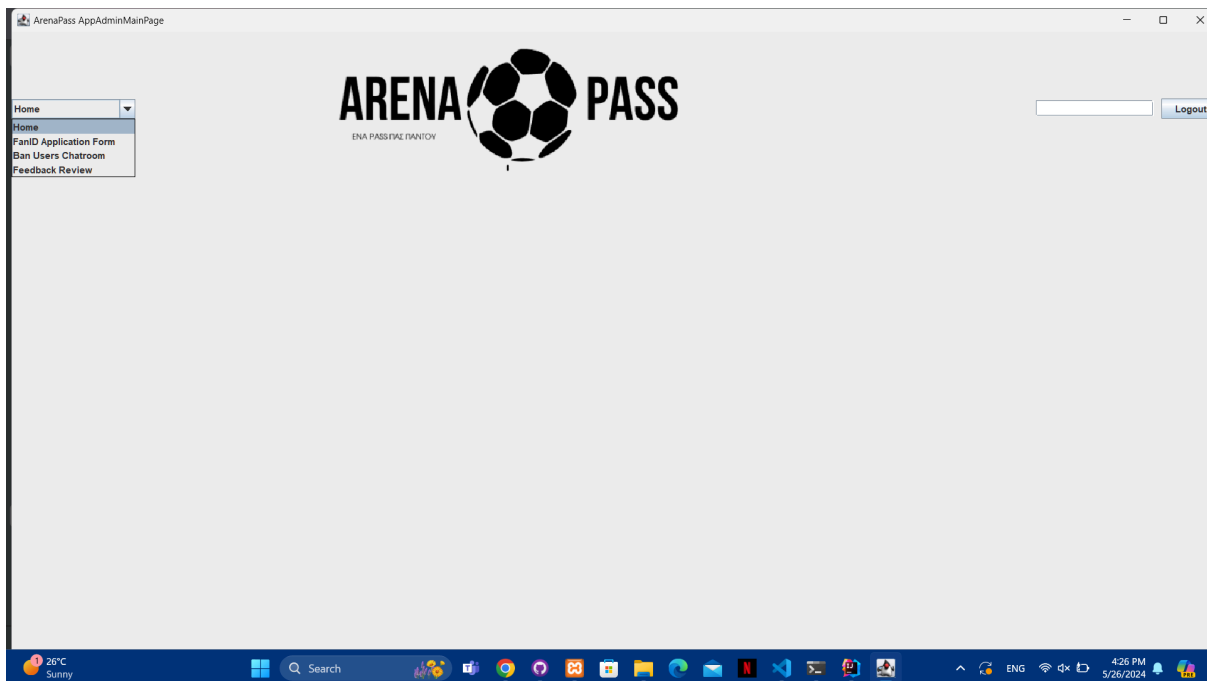 ArenaPass AppAdminMainPage
ARENA PASS
ΕΝΑ PASS ΠΑΣ ΠΑΝΤΟΥ
Home
Logout
Home
FanID Application Form
Ban Users Chatroom
Feedback Review
1
26°C
Sunny
Search
ENG
4:26 PM
5/26/2024